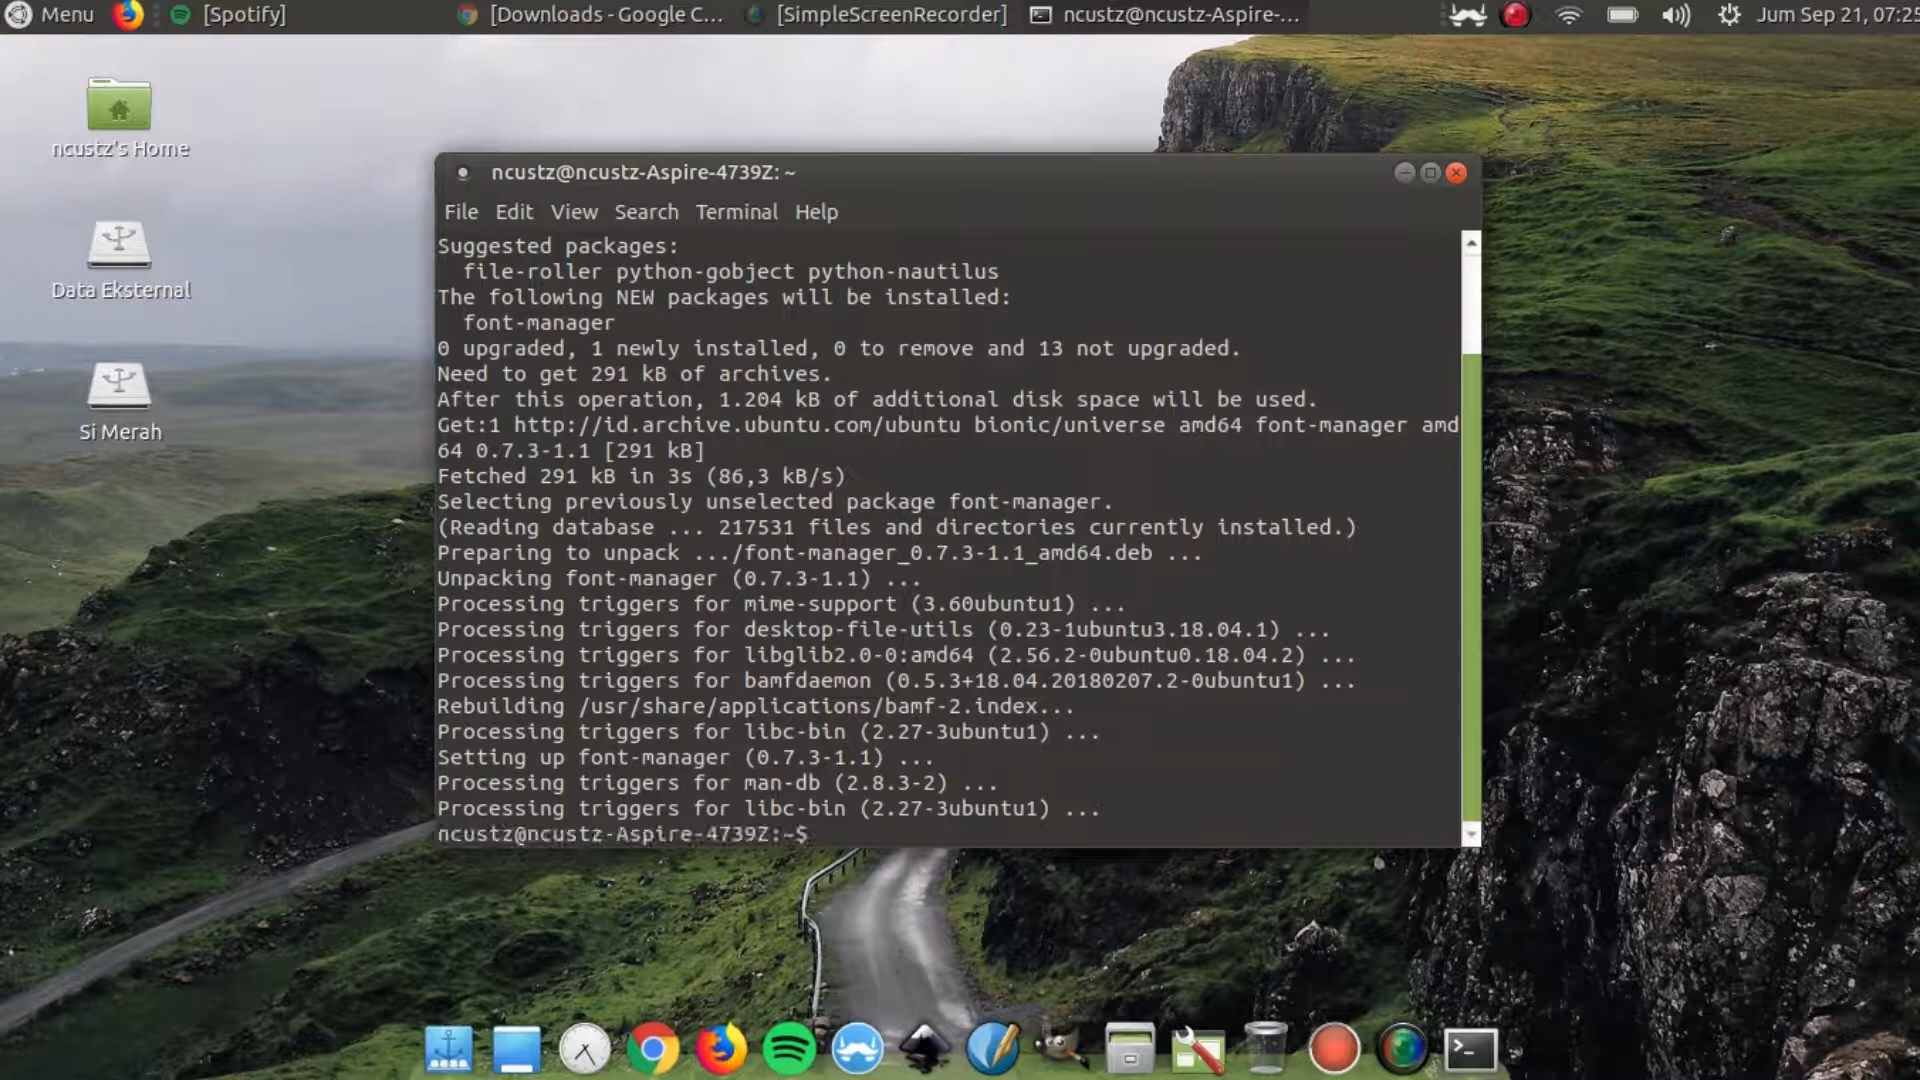 Menu
[Spotify]
[Downloads - Google C...
[SimpleScreenRecorder]
ncustz@ncustz-Aspire-...
Jum Sep 21, 07:25
ncustz's Home
Data Eksternal
Si Merah
ncustz@ncustz-Aspire-4739Z: ~
File Edit View Search Terminal Help
Suggested packages:
file-roller python-gobject python-nautilus
The following NEW packages will be installed:
font-manager
0 upgraded, 1 newly installed, 0 to remove and 13 not upgraded.
Need to get 291 kB of archives.
After this operation, 1.204 kB of additional disk space will be used.
Get:1 http://id.archive.ubuntu.com/ubuntu bionic/universe amd64 font-manager amd
64 0.7.3-1.1 [291 kB]
Fetched 291 kB in 3s (86,3 kB/s)
Selecting previously unselected package font-manager.
(Reading database ... 217531 files and directories currently installed.)
Preparing to unpack .../font-manager_0.7.3-1.1_amd64.deb ...
Unpacking font-manager (0.7.3-1.1) ...
Processing triggers for mime-support (3.60ubuntu1) ...
Processing triggers for desktop-file-utils (0.23-1ubuntu3.18.04.1) ...
Processing triggers for libglib2.0-0:amd64 (2.56.2-0ubuntu0.18.04.2) ...
Processing triggers for bamfdaemon (0.5.3+18.04.20180207.2-0ubuntu1) ...
Rebuilding /usr/share/applications/bamf-2.index...
Processing triggers for libc-bin (2.27-3ubuntu1) ...
Setting up font-manager (0.7.3-1.1) ...
Processing triggers for man-db (2.8.3-2) ...
Processing triggers for libc-bin (2.27-3ubuntu1) ...
ncustz@ncustz-Aspire-4739Z:~$